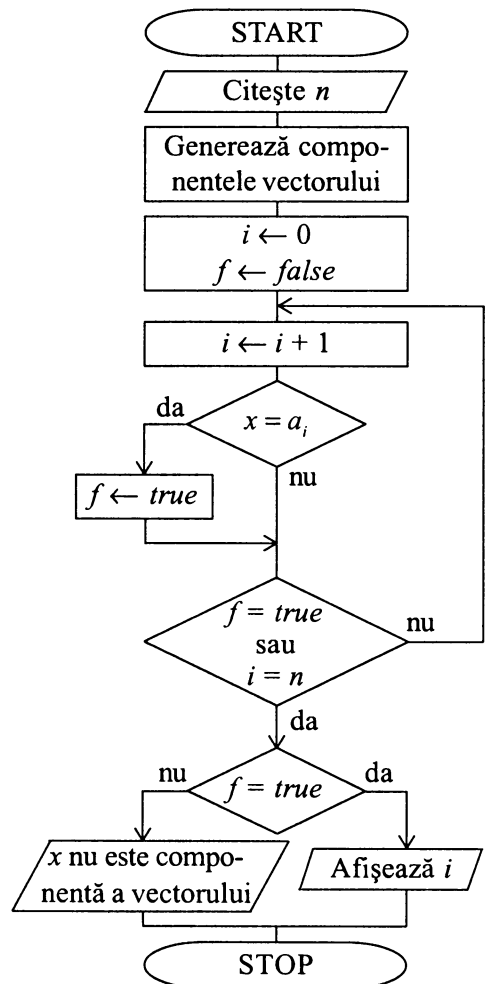 START
Citeşte n
Generează compo-
nentele vectorului
i ← 0
f ← false
i ← i + 1
da
x = aᵢ
nu
f ← true
f = true
sau
i = n
nu
da
nu
f = true
da
x nu este compo-
nentă a vectorului
Afişează i
STOP